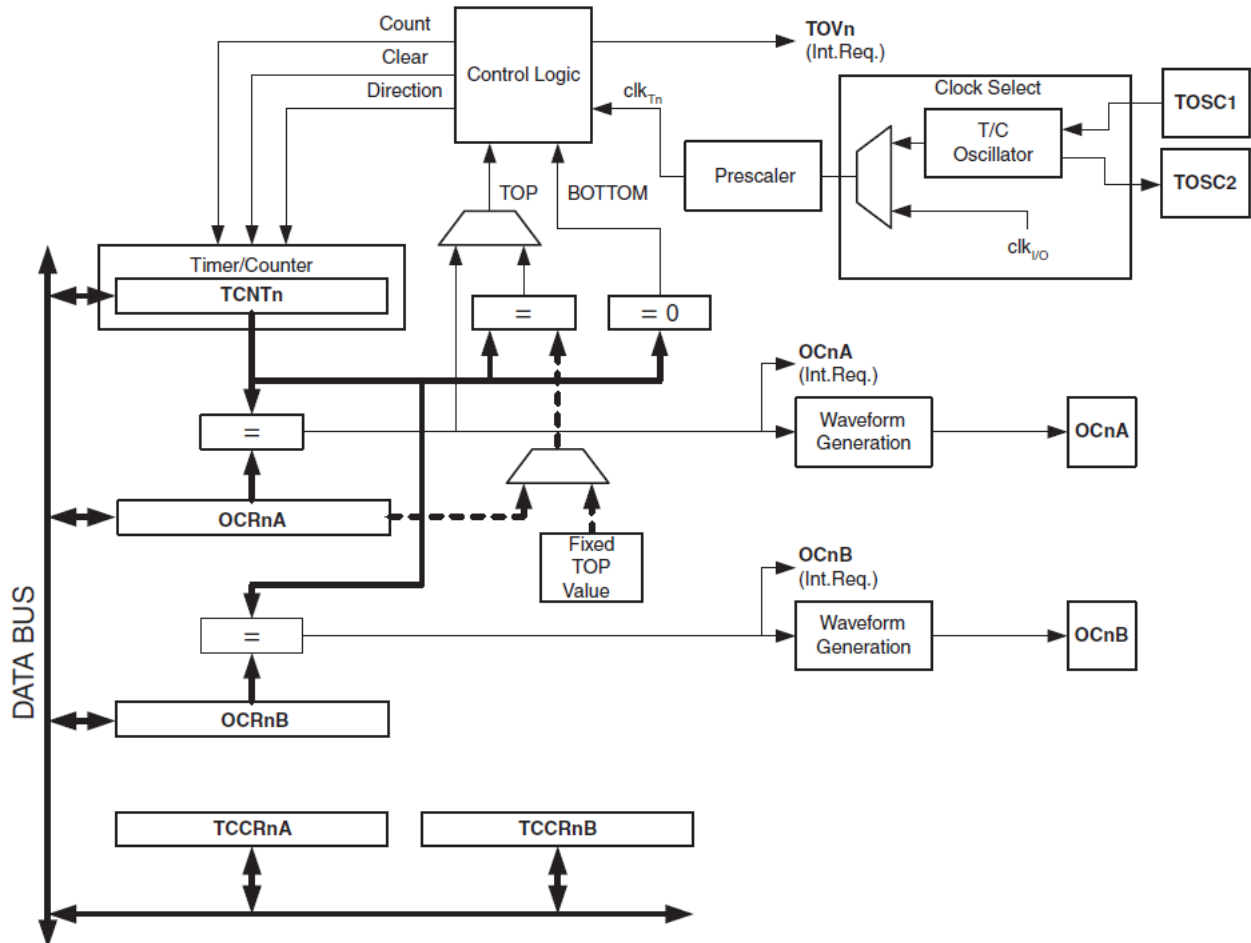 Count
Clear
Direction
Control Logic
TOVn
(Int.Req.)
clkTn
Clock Select
T/C
Oscillator
TOSC1
TOSC2
Prescaler
clkI/O
TOP
BOTTOM
Timer/Counter
TCNTn
=
= 0
OCnA
(Int.Req.)
=
Waveform
Generation
OCnA
OCRnA
Fixed
TOP
Value
OCnB
(Int.Req.)
=
Waveform
Generation
OCnB
OCRnB
DATA BUS
TCCRnA
TCCRnB